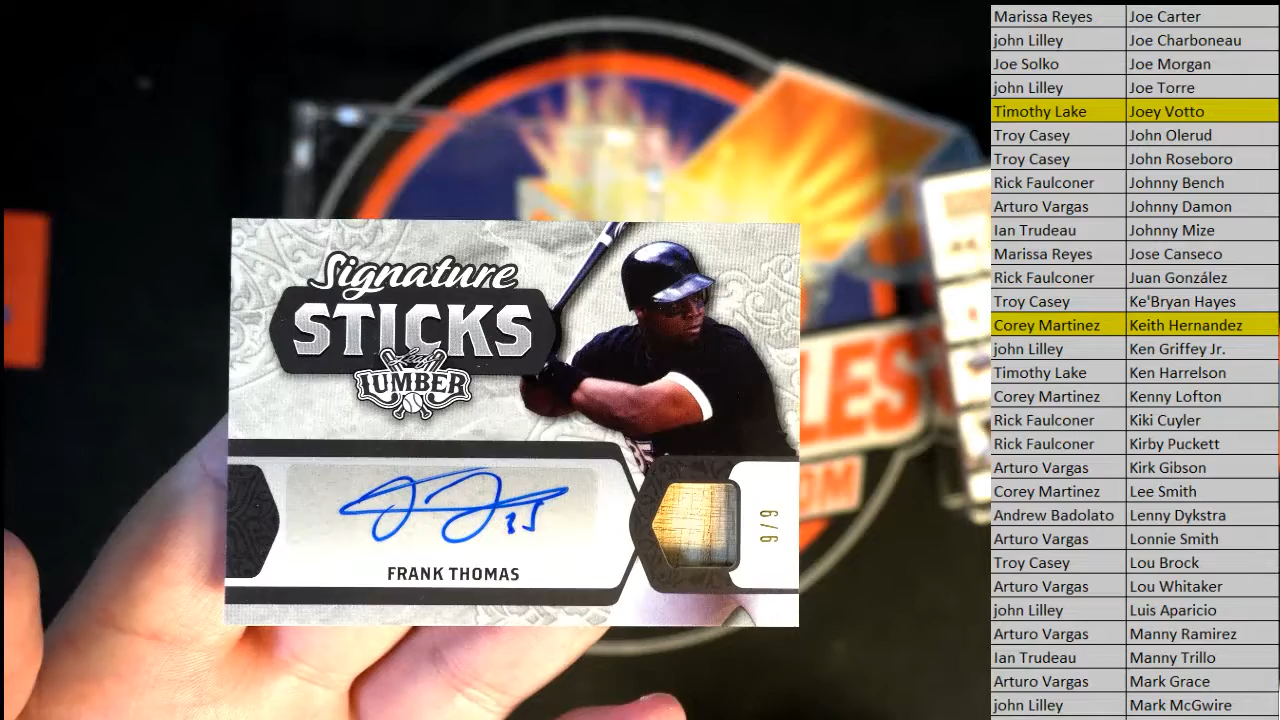 Signature
STICKS
Leaf
LUMBER
FRANK THOMAS
35
9/9
LES
OM
Marissa Reyes Joe Carter
john Lilley Joe Charboneau
Joe Solko Joe Morgan
john Lilley Joe Torre
Timothy Lake Joey Votto
Troy Casey John Olerud
Troy Casey John Roseboro
Rick Faulconer Johnny Bench
Arturo Vargas Johnny Damon
Ian Trudeau Johnny Mize
Marissa Reyes Jose Canseco
Rick Faulconer Juan González
Troy Casey Ke'Bryan Hayes
Corey Martinez Keith Hernandez
john Lilley Ken Griffey Jr.
Timothy Lake Ken Harrelson
Corey Martinez Kenny Lofton
Rick Faulconer Kiki Cuyler
Rick Faulconer Kirby Puckett
Arturo Vargas Kirk Gibson
Corey Martinez Lee Smith
Andrew Badolato Lenny Dykstra
Arturo Vargas Lonnie Smith
Troy Casey Lou Brock
Arturo Vargas Lou Whitaker
john Lilley Luis Aparicio
Arturo Vargas Manny Ramirez
Ian Trudeau Manny Trillo
Arturo Vargas Mark Grace
john Lilley Mark McGwire